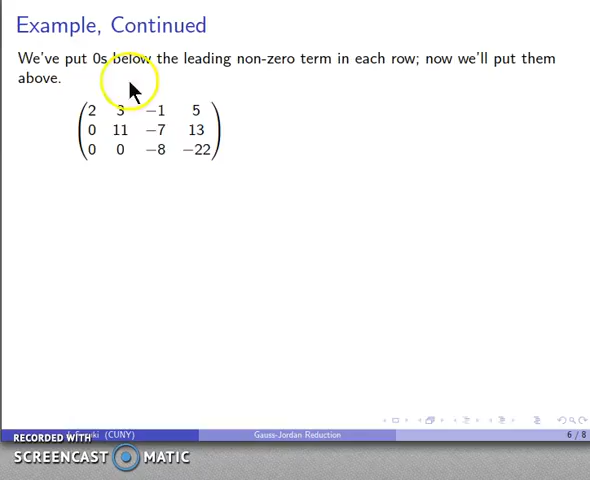 Example, Continued
We've put 0s below the leading non-zero term in each row; now we'll put them
above.
2 3 −1 5
0 11 −7 13
0 0 −8 −22
RECORDED WITH (CUNY) Gauss-Jordan Reduction 6 / 8
SCREENCAST MATIC